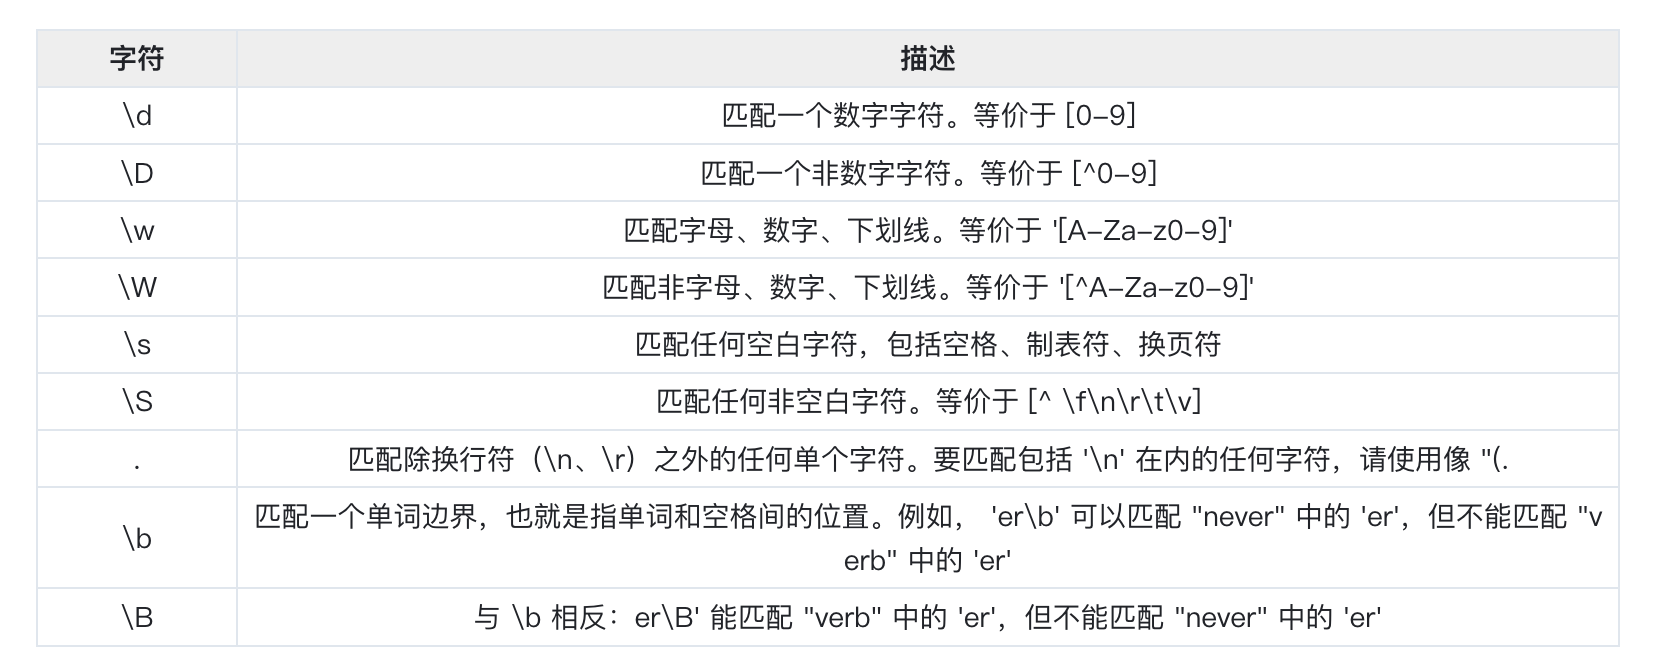 字符 描述
\d 匹配一个数字字符。等价于 [0-9]
\D 匹配一个非数字字符。等价于 [^0-9]
\w 匹配字母、数字、下划线。等价于 '[A-Za-z0-9]'
\W 匹配非字母、数字、下划线。等价于 '[^A-Za-z0-9]'
\s 匹配任何空白字符，包括空格、制表符、换页符
\S 匹配任何非空白字符。等价于 [^ \f\n\r\t\v]
. 匹配除换行符（\n、\r）之外的任何单个字符。要匹配包括 '\n' 在内的任何字符，请使用像 "(.
\b 匹配一个单词边界，也就是指单词和空格间的位置。例如， 'er\b' 可以匹配 "never" 中的 'er'，但不能匹配 "v
erb" 中的 'er'
\B 与 \b 相反：er\B' 能匹配 "verb" 中的 'er'，但不能匹配 "never" 中的 'er'